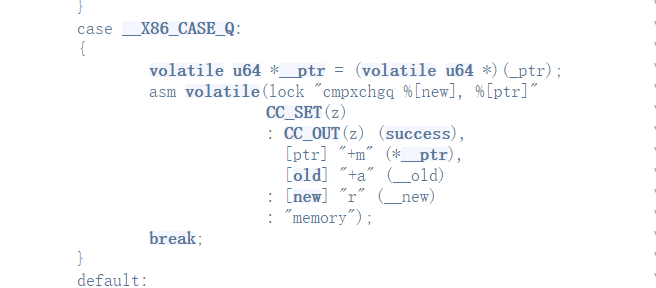 }
case __X86_CASE_Q:
{
volatile u64 *__ptr = (volatile u64 *)(_ptr);
asm volatile(lock "cmpxchgq %[new], %[ptr]"
CC_SET(z)
: CC_OUT(z) (success),
[ptr] "+m" (*__ptr),
[old] "+a" (__old)
: [new] "r" (__new)
: "memory");
break;
}
default: